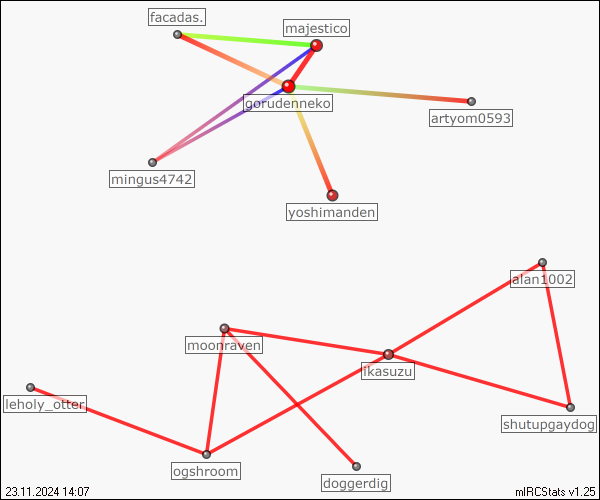 facadas.
majestico
gorudenneko
artyom0593
mingus4742
yoshimanden
alan1002
moonraven
ikasuzu
leholy_otter
shutupgaydog
ogshroom
doggerdig
23.11.2024 14:07
mIRCStats v1.25